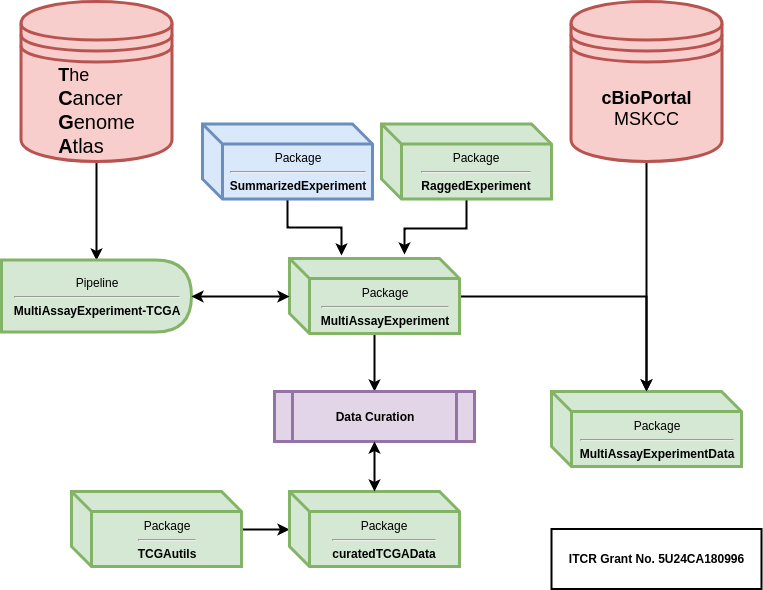 The
Cancer
Genome
Atlas
cBioPortal
MSKCC
Package
SummarizedExperiment
Package
RaggedExperiment
Pipeline
MultiAssayExperiment-TCGA
Package
MultiAssayExperiment
Data Curation
Package
MultiAssayExperimentData
Package
TCGAutils
Package
curatedTCGAData
ITCR Grant No. 5U24CA180996